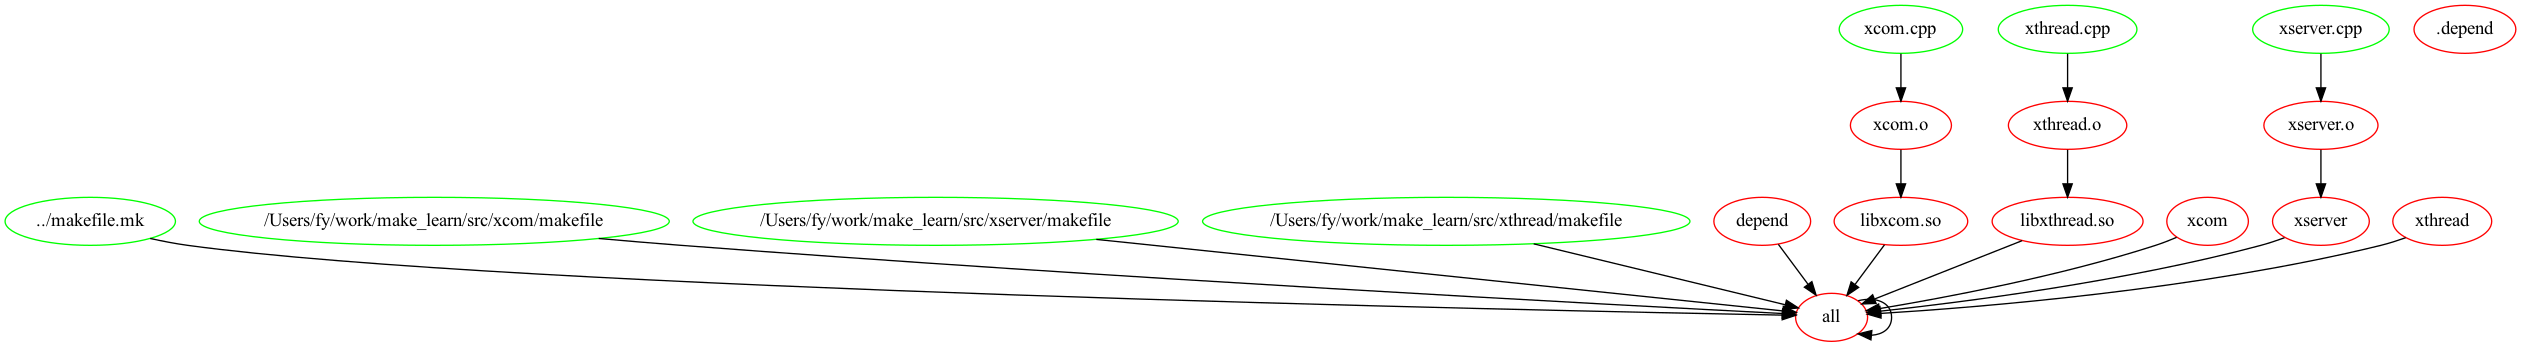 xcom.cpp
xthread.cpp
xserver.cpp
.depend
xcom.o
xthread.o
xserver.o
../makefile.mk
/Users/fy/work/make_learn/src/xcom/makefile
/Users/fy/work/make_learn/src/xserver/makefile
/Users/fy/work/make_learn/src/xthread/makefile
depend
libxcom.so
libxthread.so
xcom
xserver
xthread
all